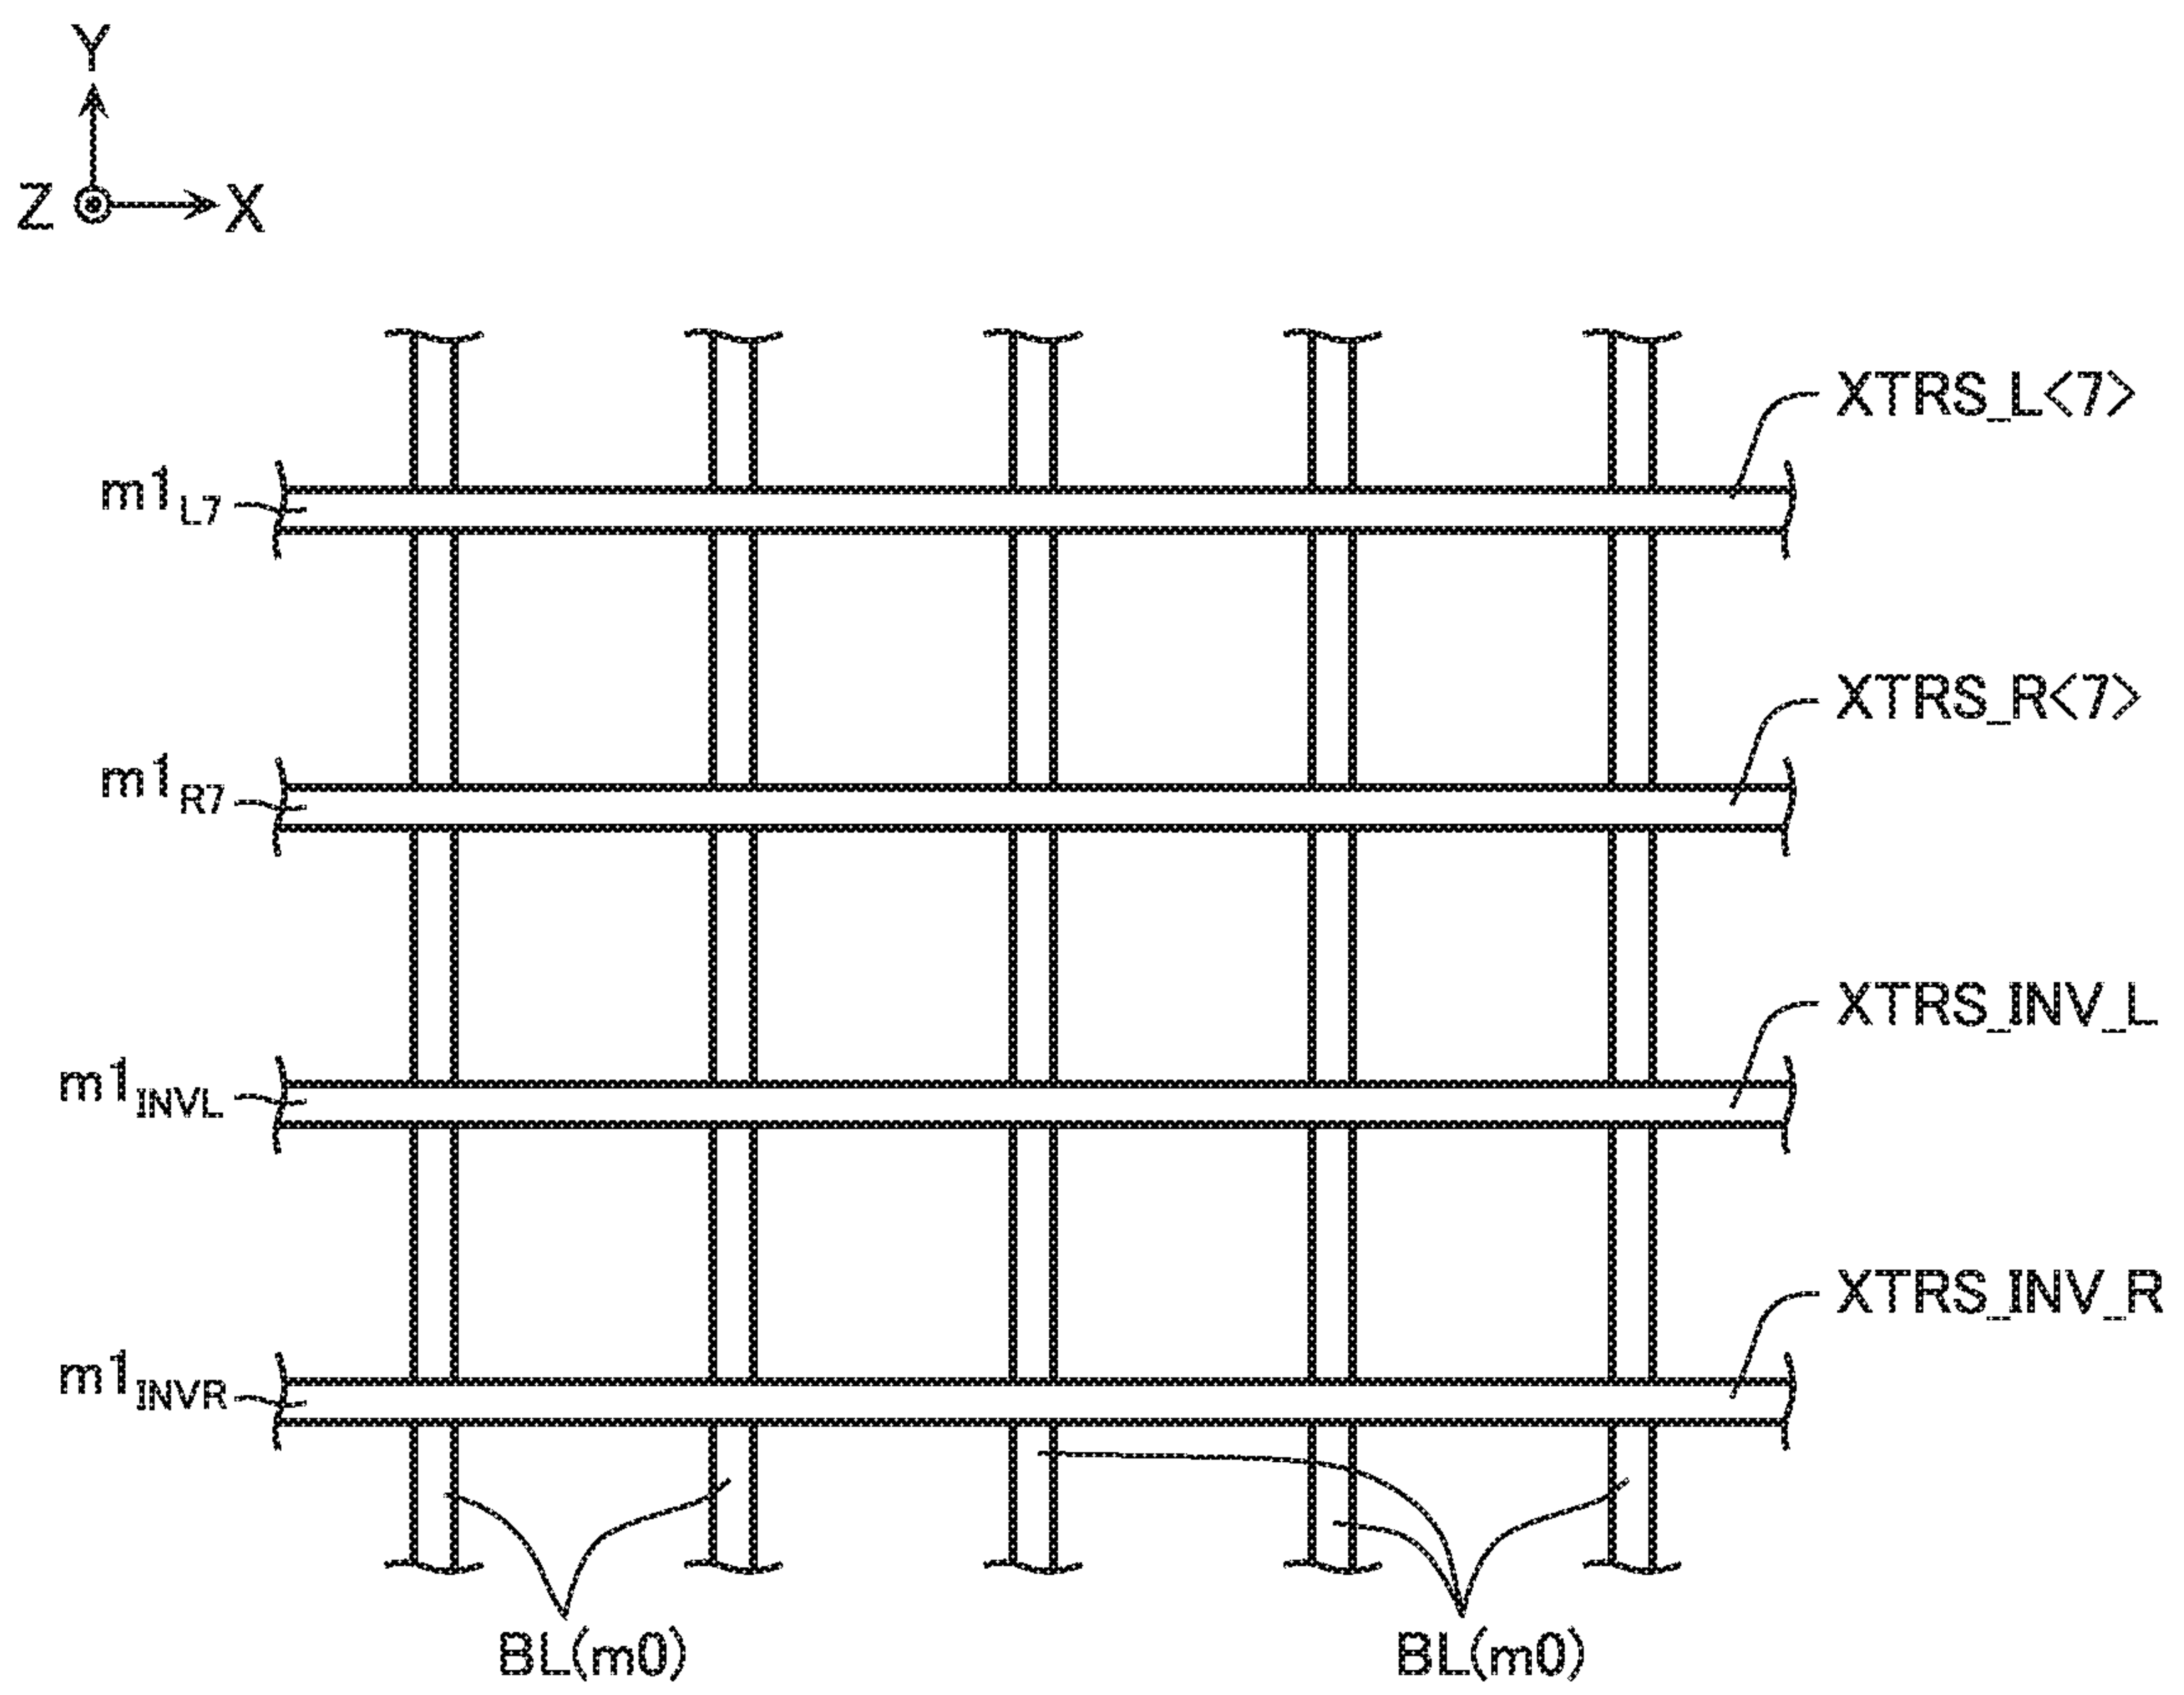 Y
Z X
XTRS_L<7>
m1L7
XTRS_R<7>
m1R7
XTRS_INV_L
m1INVL
XTRS_INV_R
m1INVR
BL(m0) BL(m0)